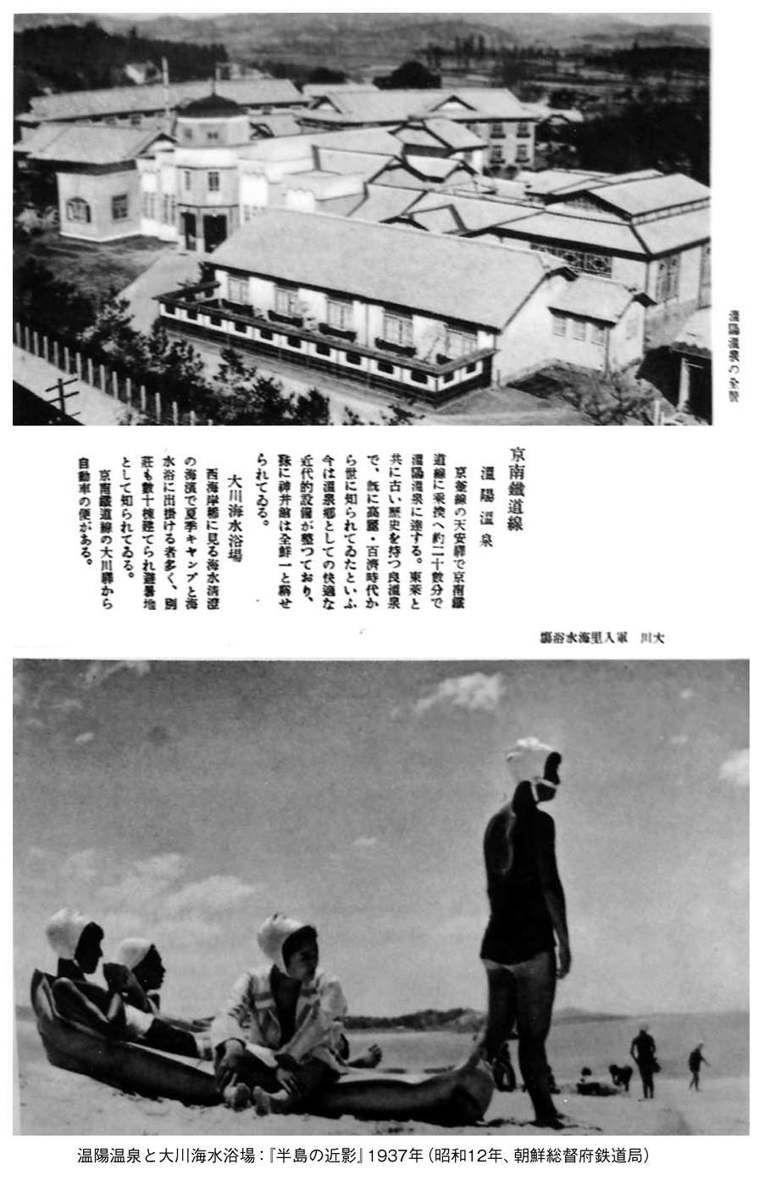 溫陽溫泉の全
京南鐵道線
溫陽溫泉
京釜線の天安驛で京南鐵
道線に乘換へ約二十數分で
溫陽溫泉に達する。東萊と
共に古い歷史を持つ良溫泉
で、既に高麗・百濟時代か
ら世に知られてゐたといふ
今は溫泉鄕としての快適な
近代的設備が整つており、
殊に神井館は全鮮一と稱せ
られてゐる。
大川海水浴場
西海岸稀に見る海水淸澄
の海濱で夏季キヤンプと海
水浴に出掛ける者多く、別
莊も數十棟建てられ避暑地
として知られてゐる。
京南鐵道線の大川驛から
自動車の便がある。
大川 軍入里海水浴場
温陽温泉と大川海水浴場：『半島の近影』1937年（昭和12年、朝鮮総督府鉄道局）